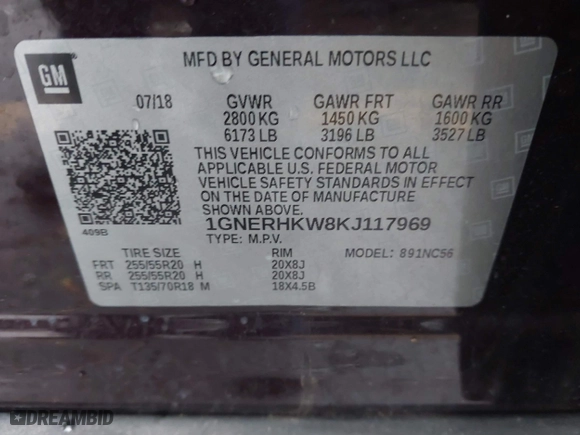 GM
MFD BY GENERAL MOTORS LLC
07/18 GVWR GAWR FRT GAWR RR
2800 KG 1450 KG 1600 KG
6173 LB 3196 LB 3527 LB
THIS VEHICLE CONFORMS TO ALL
APPLICABLE U.S. FEDERAL MOTOR
VEHICLE SAFETY STANDARDS IN EFFECT
ON THE DATE OF MANUFACTURE
SHOWN ABOVE.
409B
1GNERHKW8KJ117969
TYPE: M.P.V. MODEL: 891NC56
TIRE SIZE RIM
FRT 255/55R20 H 20X8J
RR 255/55R20 H 20X8J
SPA T135/70R18 M 18X4.5B
DREAMBID